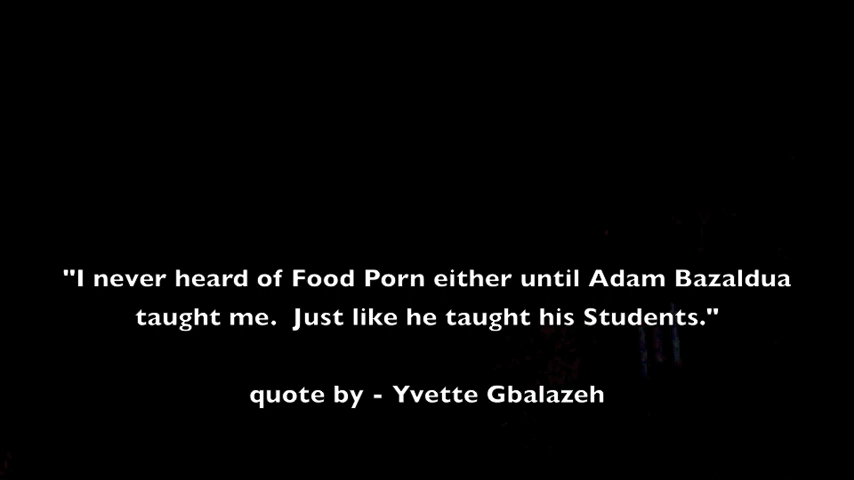 "I never heard of Food Porn either until Adam Bazaldua
taught me.  Just like he taught his Students."
quote by - Yvette Gbalazeh